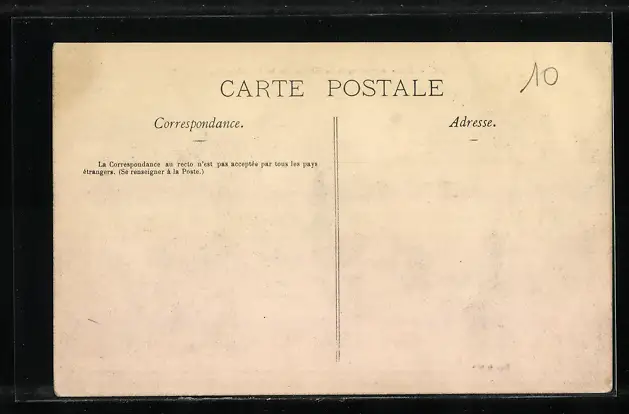 CARTE POSTALE
10
Correspondance.
Adresse.
La Correspondance au recto n'est pas acceptée par tous les pays
étrangers. (Se renseigner à la Poste.)